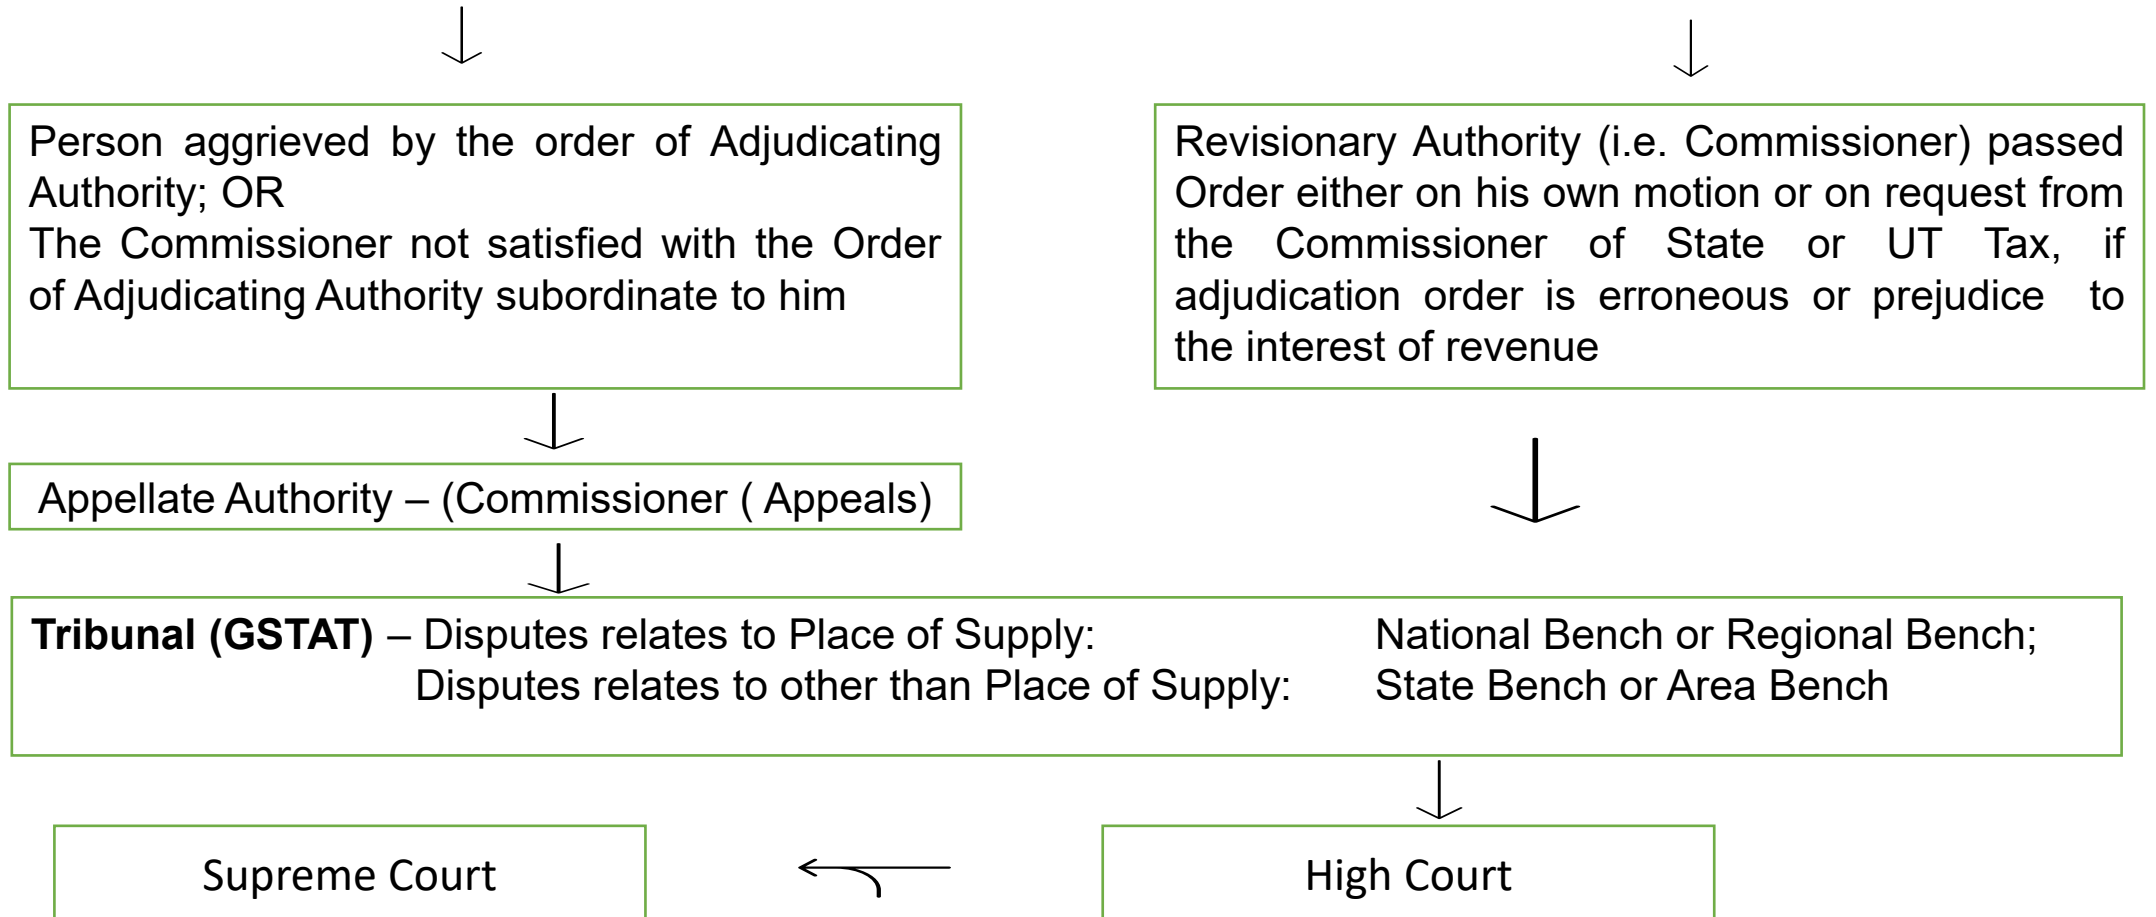 Person aggrieved by the order of Adjudicating
Authority; OR
The Commissioner not satisfied with the Order
of Adjudicating Authority subordinate to him
Revisionary Authority (i.e. Commissioner) passed
Order either on his own motion or on request from
the Commissioner of State or UT Tax, if
adjudication order is erroneous or prejudice to
the interest of revenue
Appellate Authority – (Commissioner ( Appeals)
Tribunal (GSTAT) – Disputes relates to Place of Supply: National Bench or Regional Bench;
Disputes relates to other than Place of Supply: State Bench or Area Bench
Supreme Court
High Court